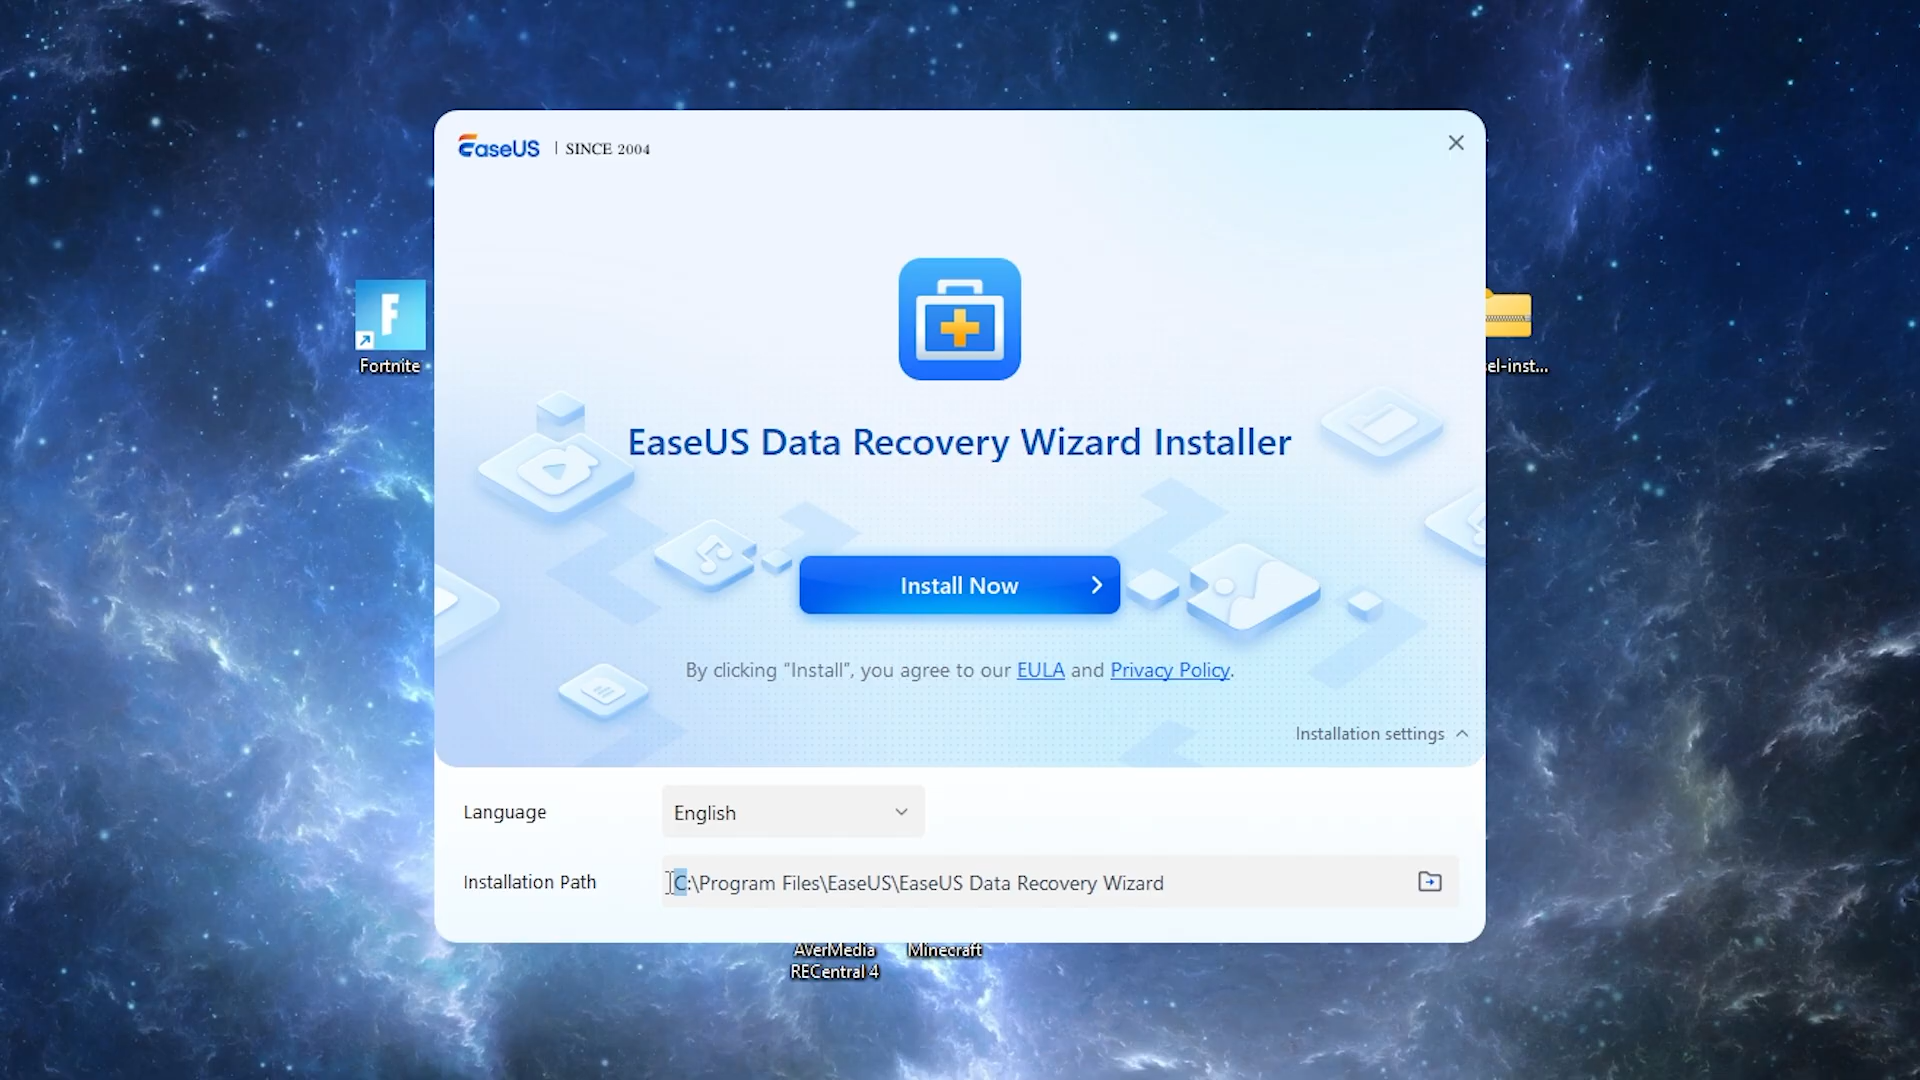 EaseUS | SINCE 2004
Fortnite
sel-inst...
EaseUS Data Recovery Wizard Installer
Install Now
By clicking “Install”, you agree to our EULA and Privacy Policy.
Installation settings
Language
English
Installation Path
C:\Program Files\EaseUS\EaseUS Data Recovery Wizard
AVerMedia
RECentral 4
Minecraft